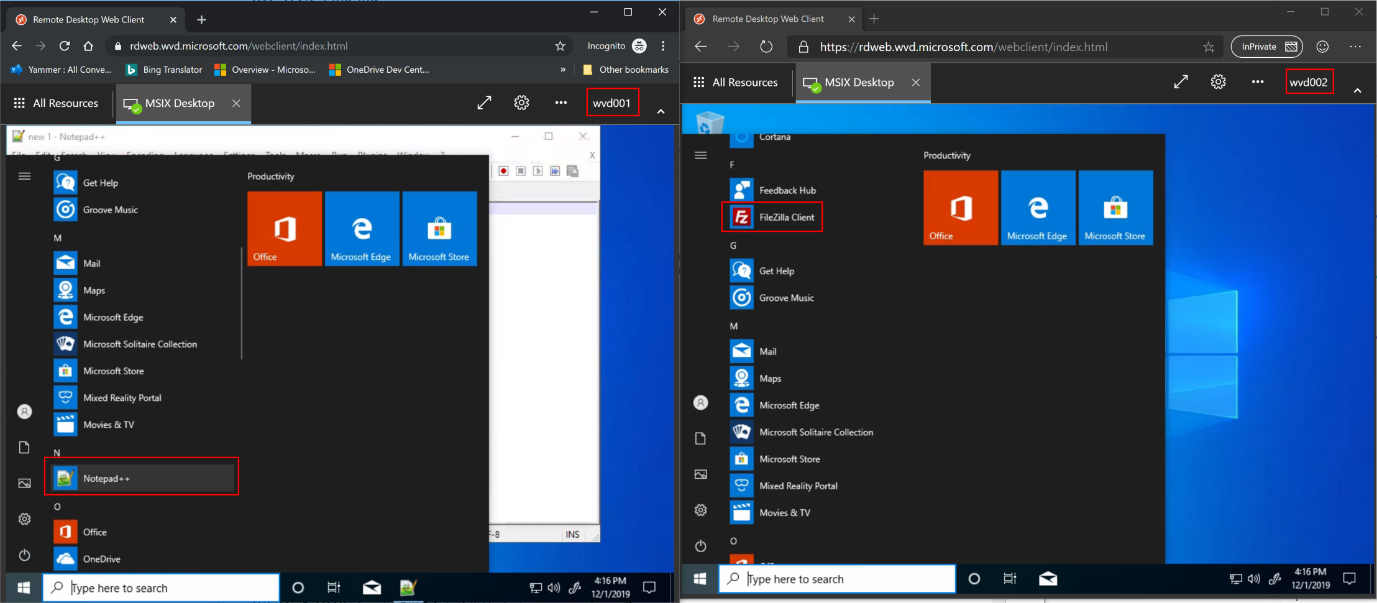 Remote Desktop Web Client
rdweb.wvd.microsoft.com/webclient/index.html
Incognito
Yammer : All Conve...
Bing Translator
Overview - Microso...
OneDrive Dev Cent...
»
Other bookmarks
All Resources
MSIX Desktop
wvd001
new 1 - Notepad++
G
Get Help
Groove Music
M
Mail
Maps
Microsoft Edge
Microsoft Solitaire Collection
Microsoft Store
Mixed Reality Portal
Movies & TV
N
Notepad++
O
Office
OneDrive
Productivity
Office
Microsoft Edge
Microsoft Store
INS
Type here to search
4:16 PM
12/1/2019
Remote Desktop Web Client
https://rdweb.wvd.microsoft.com/webclient/index.html
InPrivate
All Resources
MSIX Desktop
wvd002
Cortana
F
Feedback Hub
FileZilla Client
G
Get Help
Groove Music
M
Mail
Maps
Microsoft Edge
Microsoft Solitaire Collection
Microsoft Store
Mixed Reality Portal
Movies & TV
O
Productivity
Office
Microsoft Edge
Microsoft Store
Type here to search
4:16 PM
12/1/2019